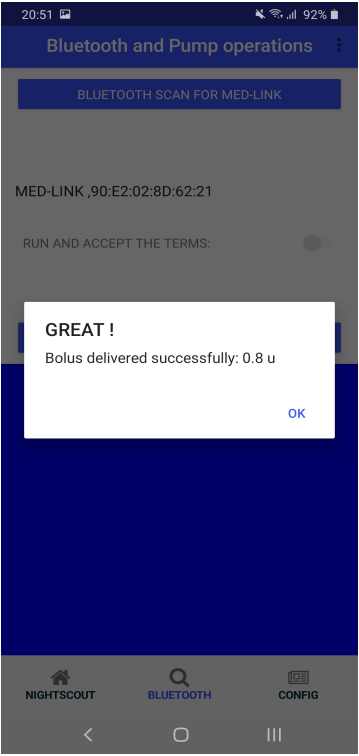 20:51 92%
Bluetooth and Pump operations
BLUETOOTH SCAN FOR MED-LINK
MED-LINK ,90:E2:02:8D:62:21
RUN AND ACCEPT THE TERMS:
GREAT !
Bolus delivered successfully: 0.8 u
OK
NIGHTSCOUT BLUETOOTH CONFIG